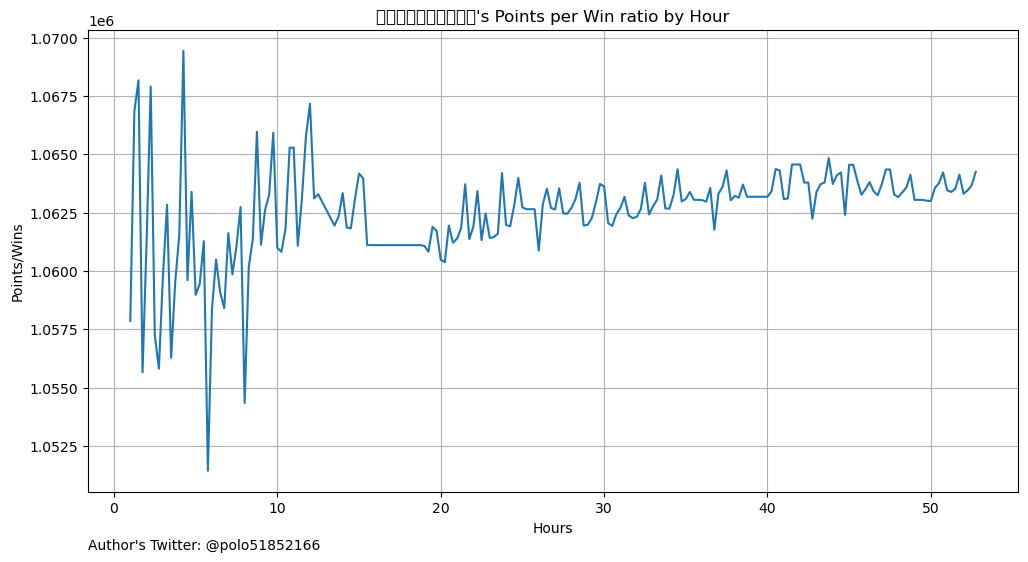 's Points per Win ratio by Hour
1e6
1.0700
1.0675
1.0650
1.0625
1.0600
1.0575
1.0550
1.0525
Points/Wins
0 10 20 30 40 50
Hours
Author's Twitter: @polo51852166